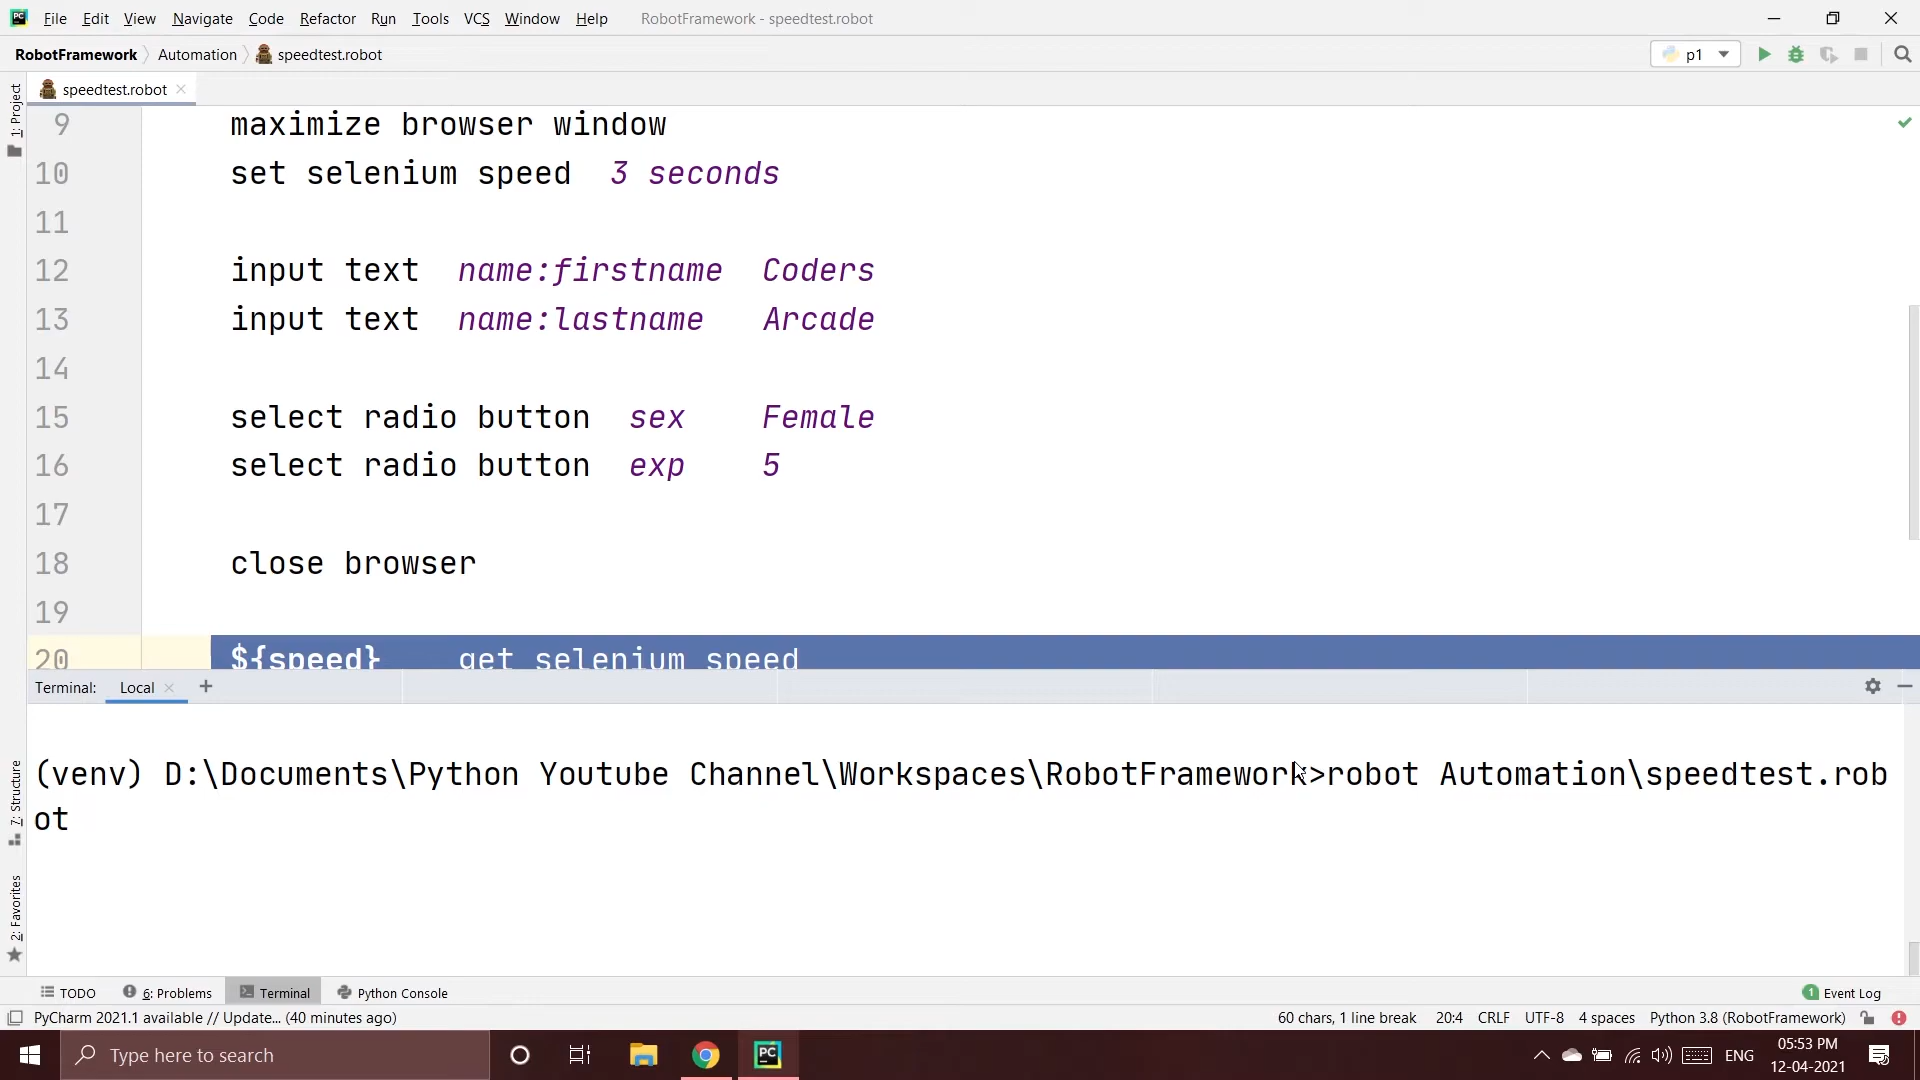 File Edit View Navigate Code Refactor Run Tools VCS Window Help RobotFramework - speedtest.robot
RobotFramework Automation speedtest.robot p1
speedtest.robot
1: Project
9 maximize browser window
10 set selenium speed 3 seconds
11
12 input text name:firstname Coders
13 input text name:lastname Arcade
14
15 select radio button sex Female
16 select radio button exp 5
17
18 close browser
19
20 ${speed} get selenium speed
Terminal: Local
(venv) D:\Documents\Python Youtube Channel\Workspaces\RobotFramework>robot Automation\speedtest.rob
ot
7: Structure
2: Favorites
TODO 6: Problems Terminal Python Console 1 Event Log
PyCharm 2021.1 available // Update... (40 minutes ago) 60 chars, 1 line break 20:4 CRLF UTF-8 4 spaces Python 3.8 (RobotFramework)
Type here to search PC ENG 05:53 PM
12-04-2021